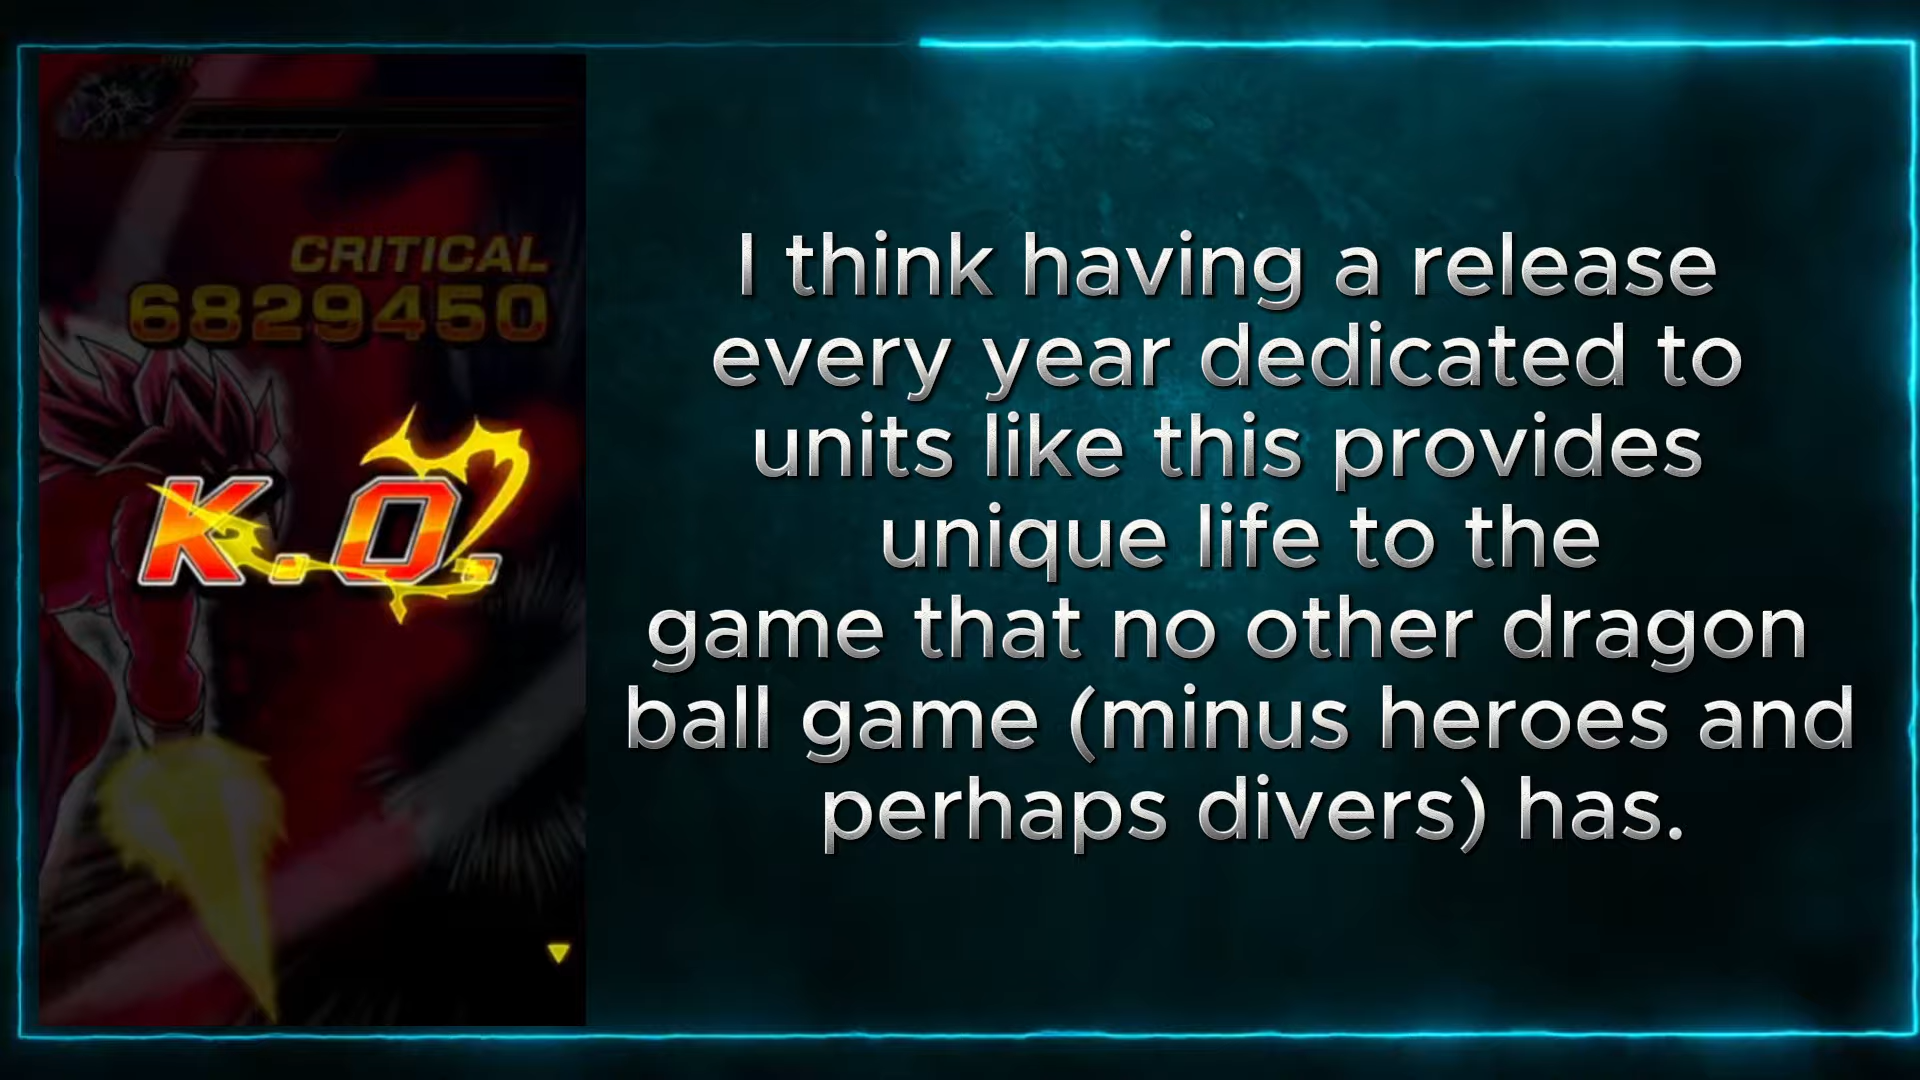 CRITICAL
6829450
K.O.
I think having a release
every year dedicated to
units like this provides
unique life to the
game that no other dragon
ball game (minus heroes and
perhaps divers) has.